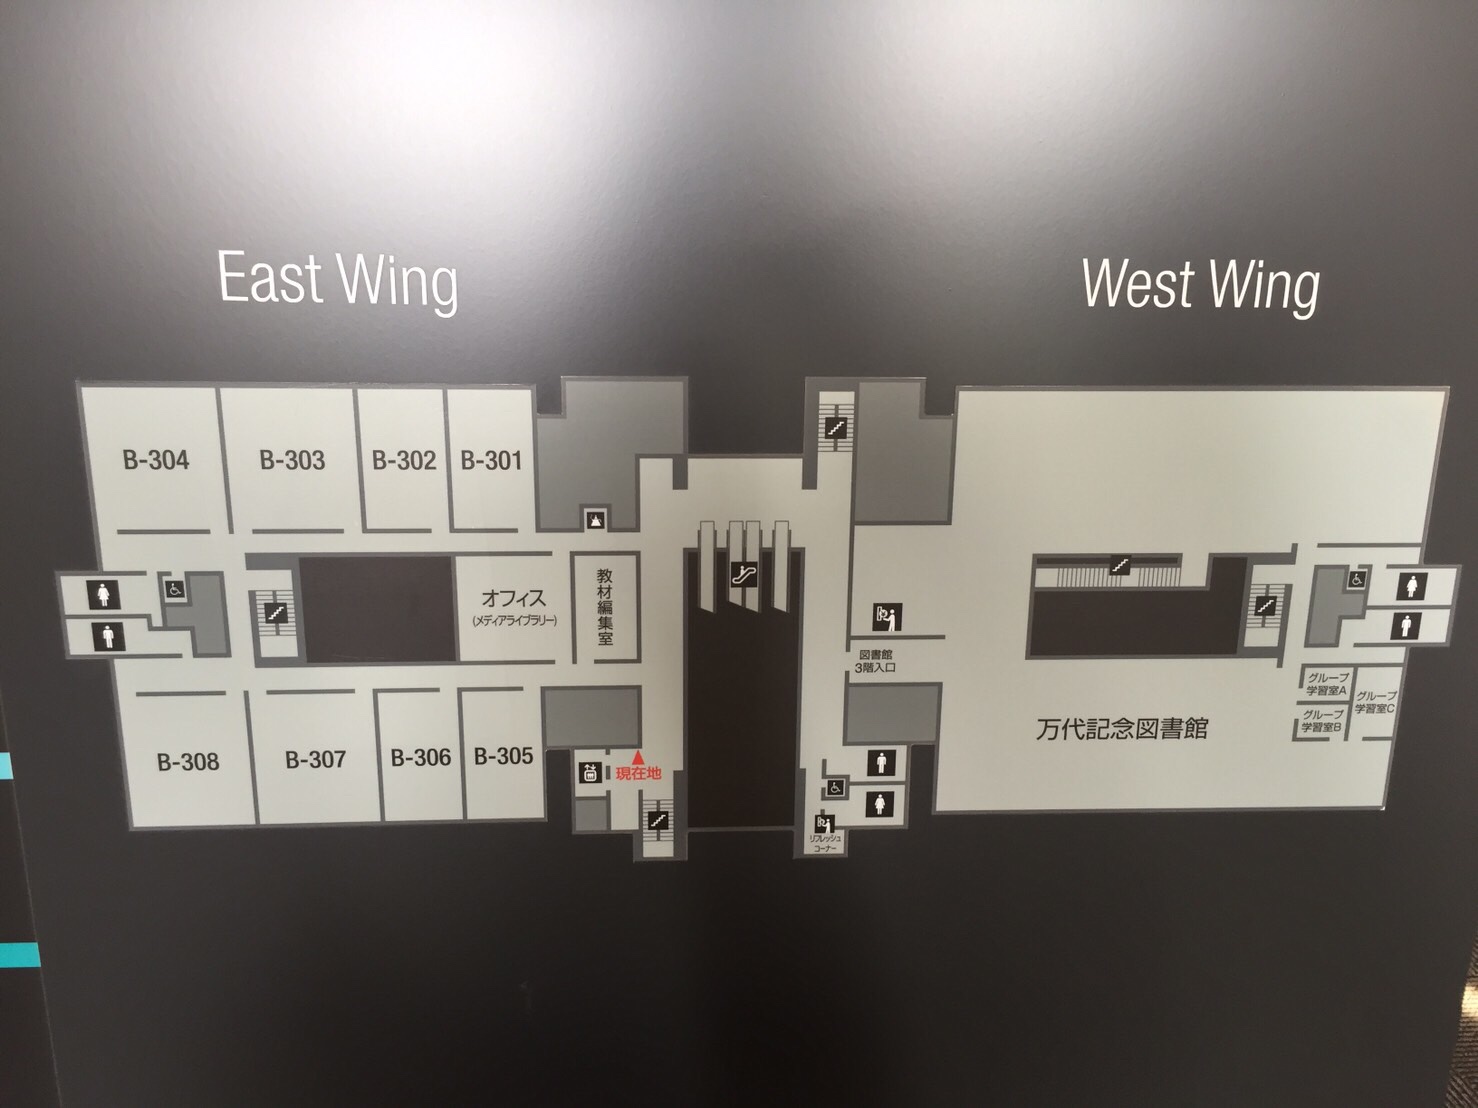 East Wing
West Wing
B-304
B-303
B-302
B-301
オフィス
(メディアライブラリー)
教材編集室
図書館
3階入口
グループ
学習室A
グループ
学習室B
グループ
学習室C
万代記念図書館
B-308
B-307
B-306
B-305
現在地
リフレッシュ
コーナー